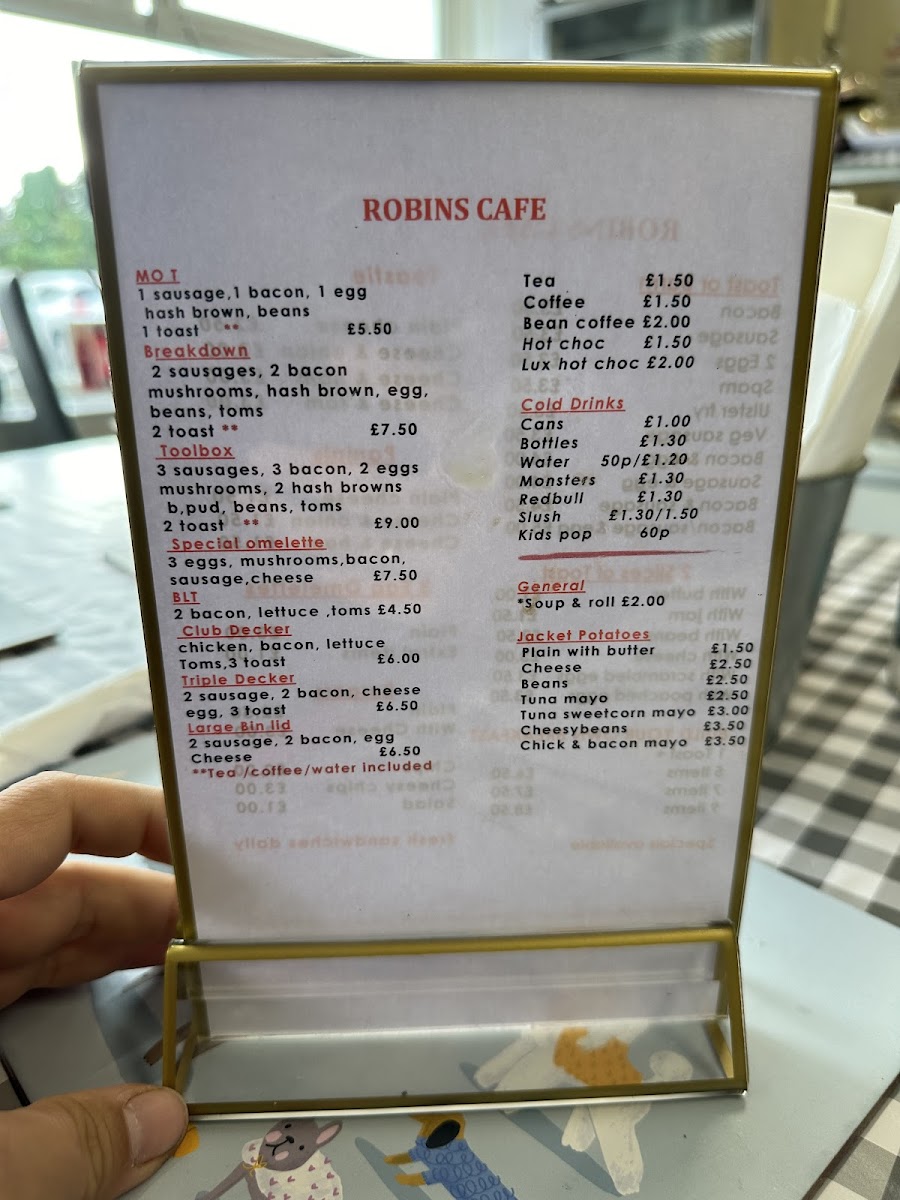 ROBINS CAFE
MO T
1 sausage,1 bacon, 1 egg
hash brown, beans
1 toast ** £5.50
Breakdown
2 sausages, 2 bacon
mushrooms, hash brown, egg,
beans, toms
2 toast ** £7.50
Toolbox
3 sausages, 3 bacon, 2 eggs
mushrooms, 2 hash browns
b,pud, beans, toms
2 toast ** £9.00
Special omelette
3 eggs, mushrooms,bacon,
sausage,cheese £7.50
BLT
2 bacon, lettuce ,toms £4.50
Club Decker
chicken, bacon, lettuce
Toms,3 toast £6.00
Triple Decker
2 sausage, 2 bacon, cheese
egg, 3 toast £6.50
Large Bin lid
2 sausage, 2 bacon, egg
Cheese £6.50
**Tea /coffee/water included
Tea £1.50
Coffee £1.50
Bean coffee £2.00
Hot choc £1.50
Lux hot choc £2.00
Cold Drinks
Cans £1.00
Bottles £1.30
Water 50p/£1.20
Monsters £1.30
Redbull £1.30
Slush £1.30/1.50
Kids pop 60p
General
*Soup & roll £2.00
Jacket Potatoes
Plain with butter £1.50
Cheese £2.50
Beans £2.50
Tuna mayo £2.50
Tuna sweetcorn mayo £3.00
Cheesybeans £3.50
Chick & bacon mayo £3.50